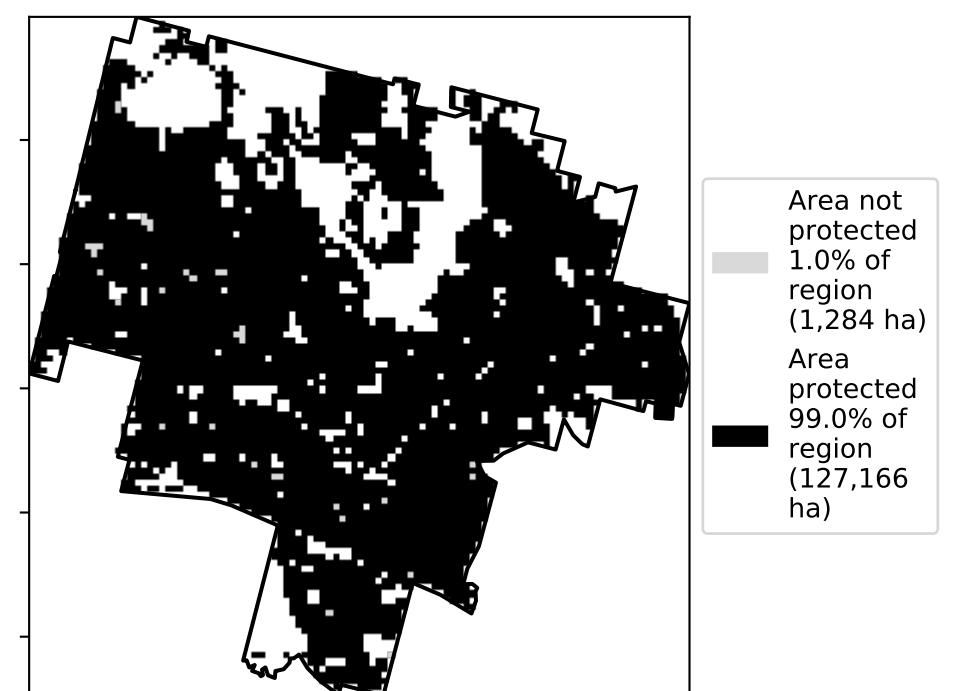 Area not
protected
1.0% of
region
(1,284 ha)
Area
protected
99.0% of
region
(127,166
ha)